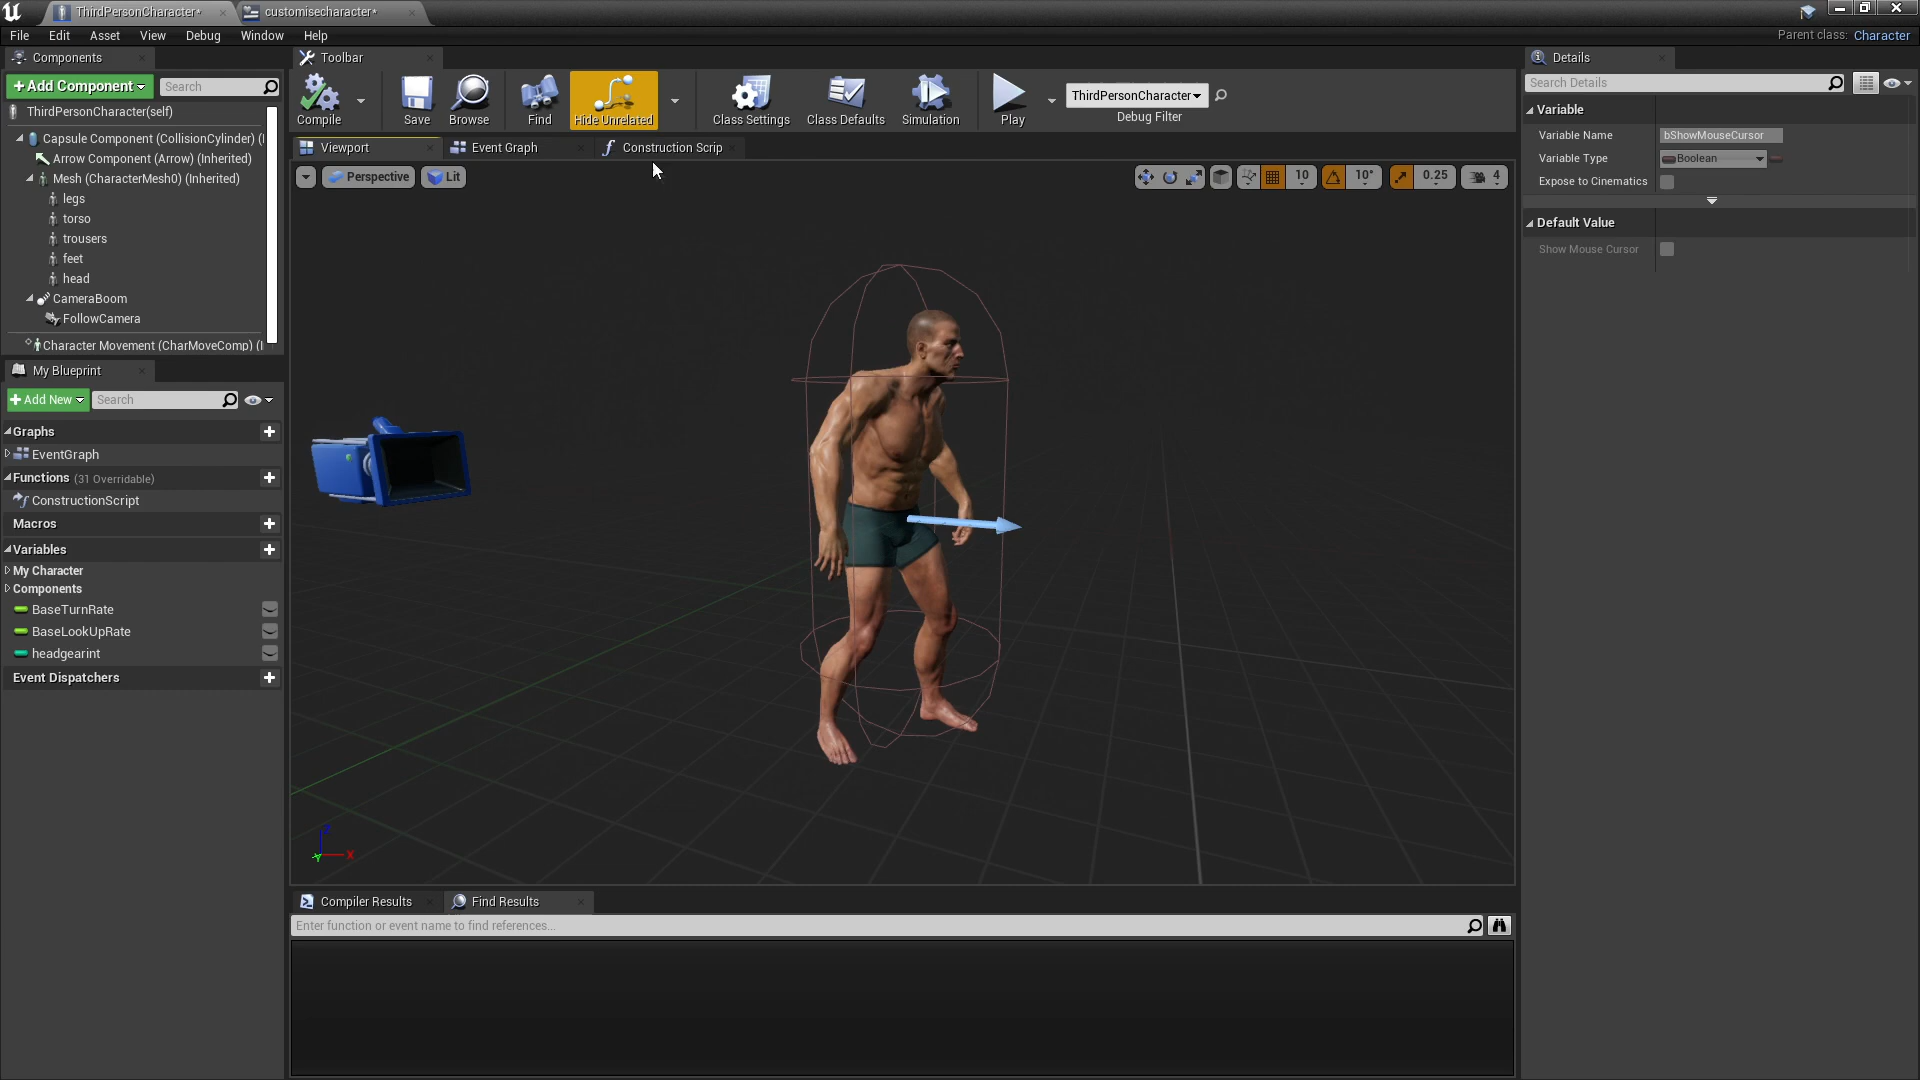 ThirdPersonCharacter*
customisecharacter*
File Edit Asset View Debug Window Help
Parent class: Character
Components
+Add Component
Search
ThirdPersonCharacter(self)
Capsule Component (CollisionCylinder) (I
Arrow Component (Arrow) (Inherited)
Mesh (CharacterMesh0) (Inherited)
legs
torso
trousers
feet
head
CameraBoom
FollowCamera
Character Movement (CharMoveComp) (I
My Blueprint
+Add New
Search
Graphs
EventGraph
Functions (31 Overridable)
ConstructionScript
Macros
Variables
My Character
Components
BaseTurnRate
BaseLookUpRate
headgearint
Event Dispatchers
Toolbar
Compile
Save
Browse
Find
Hide Unrelated
Class Settings
Class Defaults
Simulation
Play
ThirdPersonCharacter
Debug Filter
Viewport
Event Graph
Construction Scrip
Perspective
Lit
10
10°
0.25
4
Z
X
Y
Compiler Results
Find Results
Enter function or event name to find references...
Details
Search Details
Variable
Variable Name bShowMouseCursor
Variable Type Boolean
Expose to Cinematics
Default Value
Show Mouse Cursor